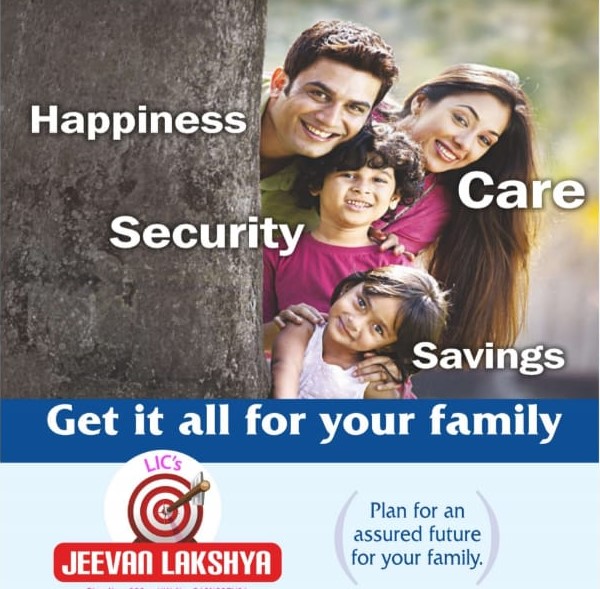 Happiness
Care
Security
Savings
Get it all for your family
LIC's
JEEVAN LAKSHYA
Plan for an
assured future
for your family.